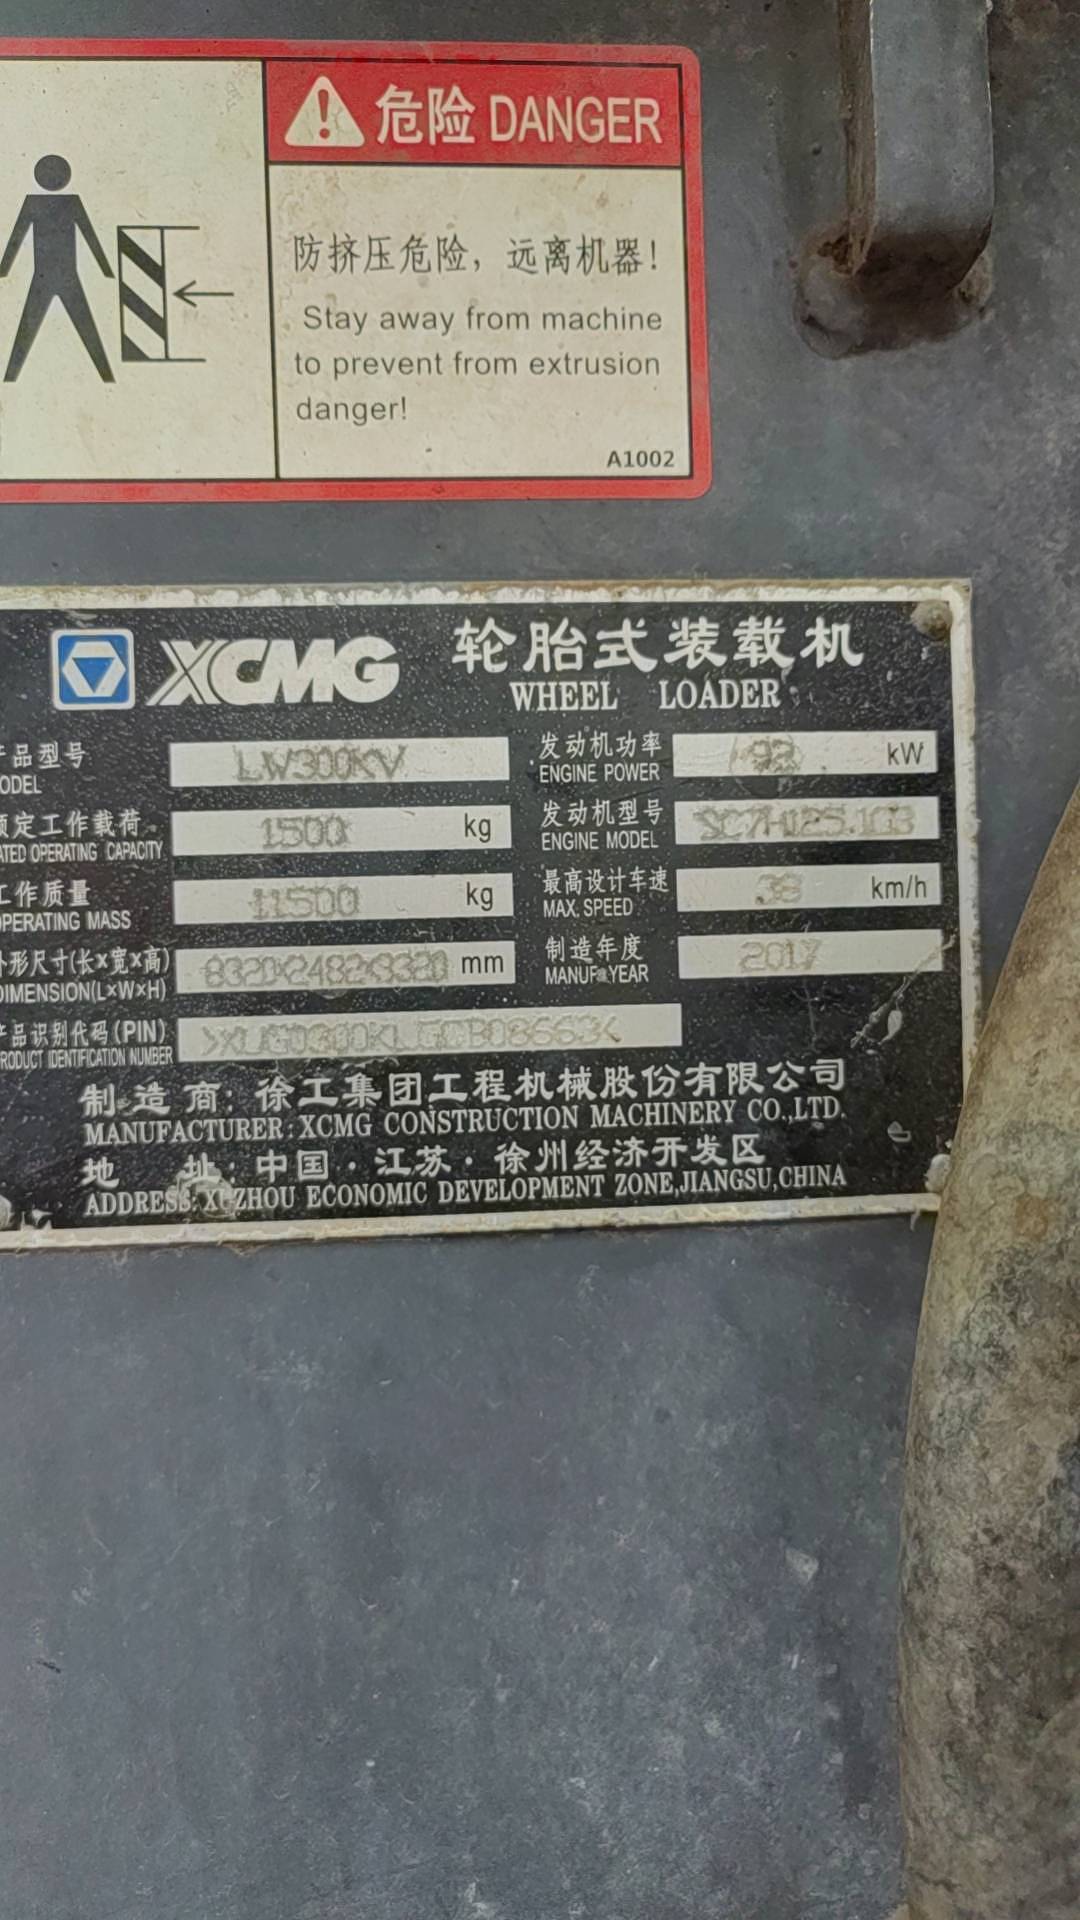 危险 DANGER
防挤压危险，远离机器！
Stay away from machine
to prevent from extrusion
danger!
A1002
XCMG 轮胎式装载机
WHEEL LOADER
产品型号 LW300KV 发动机功率 92 kW
ODEL ENGINE POWER
额定工作载荷 1500 kg 发动机型号
ATED OPERATING CAPACITY ENGINE MODEL
工作质量 11500 kg 最高设计车速 38 km/h
OPERATING MASS MAX. SPEED
外形尺寸(长x宽x高) mm 制造年度 2017
DIMENSION(L×W×H) MANUF. YEAR
产品识别代码(PIN)
RODUCT IDENTIFICATION NUMBER
制造商：徐工集团工程机械股份有限公司
MANUFACTURER: XCMG CONSTRUCTION MACHINERY CO.,LTD.
地 址：中国·江苏·徐州经济开发区
ADDRESS: XUZHOU ECONOMIC DEVELOPMENT ZONE,JIANGSU,CHINA